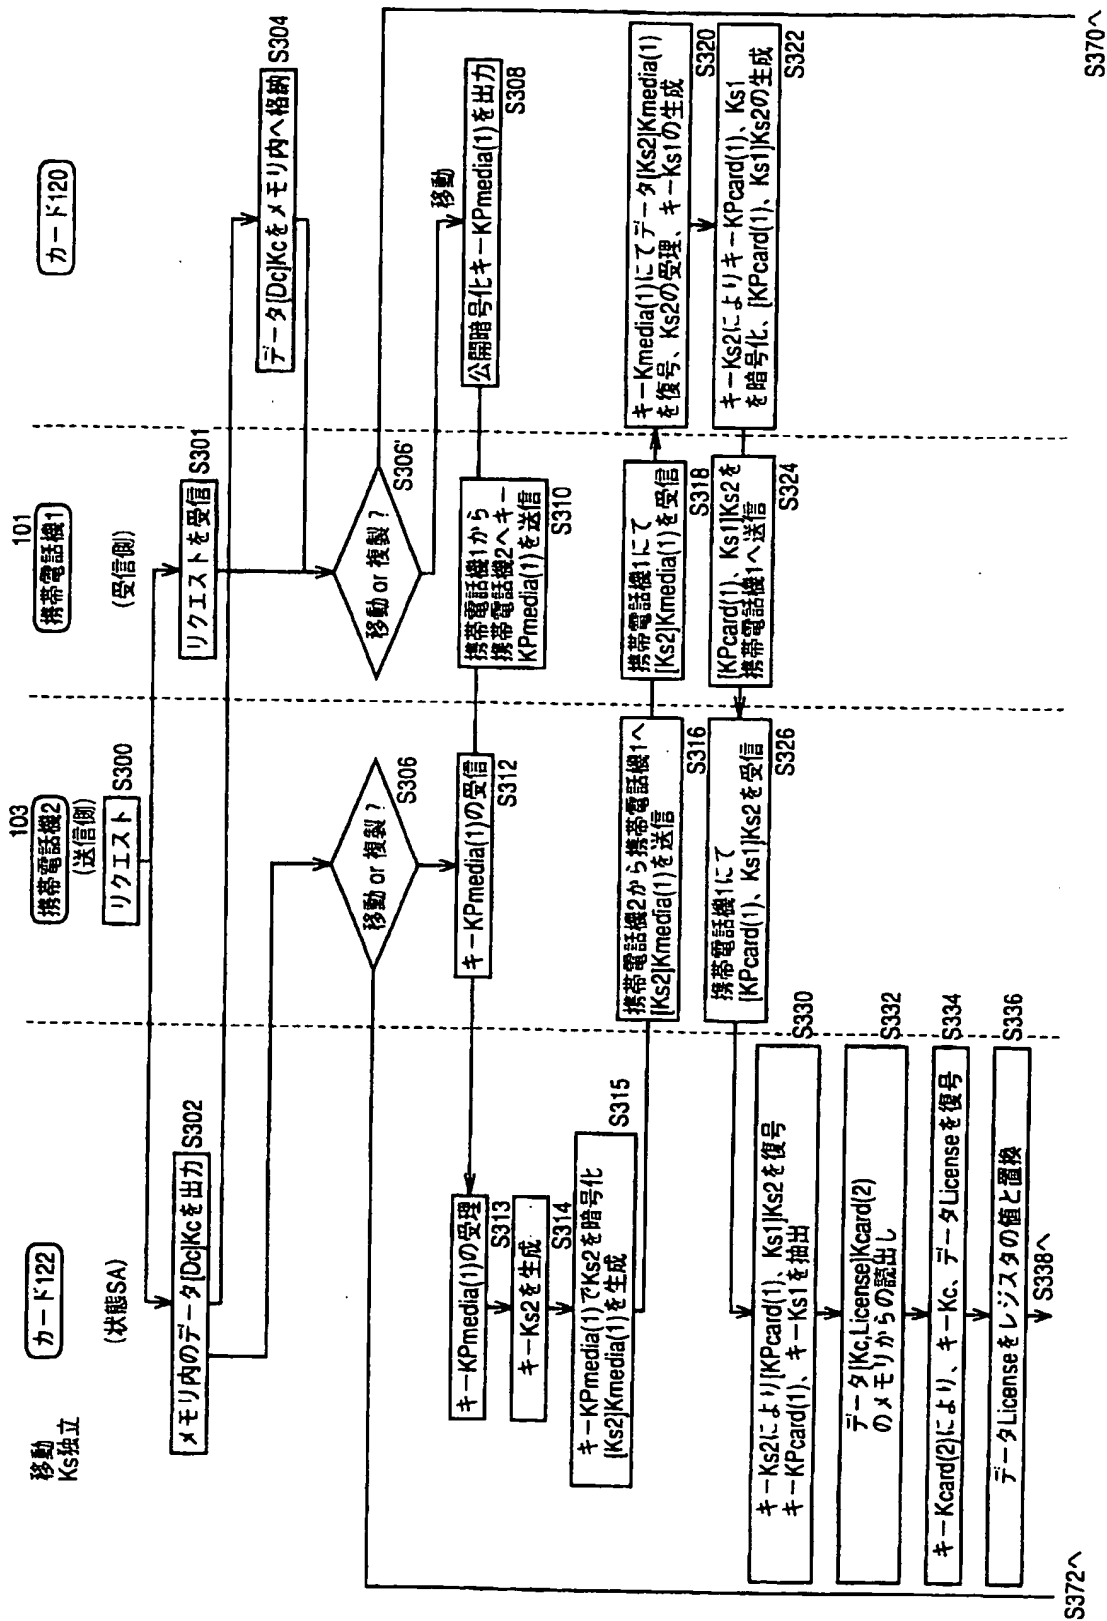 移動
Ks独立
カード122
(状態SA)
103
携帯電話機2
(送信側)
101
携帯電話機1
(受信側)
カード120
リクエスト
S300
リクエストを受信
S301
メモリ内のデータ[Dc]Kcを出力
S302
データ[Dc]Kcをメモリ内へ格納
S304
移動 or 複製?
S306
移動 or 複製?
S306'
移動
公開暗号化キーKPmedia(1)を出力
S308
携帯電話機1から
携帯電話機2へキー
KPmedia(1)を送信
S310
キーKPmedia(1)の受信
S312
キーKPmedia(1)の受理
S313
キーKs2を生成
S314
キーKPmedia(1)でKs2を暗号化
[Ks2]Kmedia(1)を生成
S315
携帯電話機2から携帯電話機1へ
[Ks2]Kmedia(1)を送信
S316
携帯電話機1にて
[Ks2]Kmedia(1)を受信
S318
キーKmedia(1)にてデータ[Ks2]Kmedia(1)
を復号、Ks2の受理、キーKs1の生成
S320
キーKs2によりキーKPcard(1)、Ks1
を暗号化、[KPcard(1)、Ks1]Ks2の生成
S322
[KPcard(1)、Ks1]Ks2を
携帯電話機1へ送信
S324
携帯電話機1にて
[KPcard(1)、Ks1]Ks2を受信
S326
キーKs2により[KPcard(1)、Ks1]Ks2を復号
キーKPcard(1)、キーKs1を抽出
S330
データ[Kc,License]Kcard(2)
のメモリからの読出し
S332
キーKcard(2)により、キーKc、データLicenseを復号
S334
データLicenseをレジスタの値と置換
S336
S338へ
S372へ
S370へ